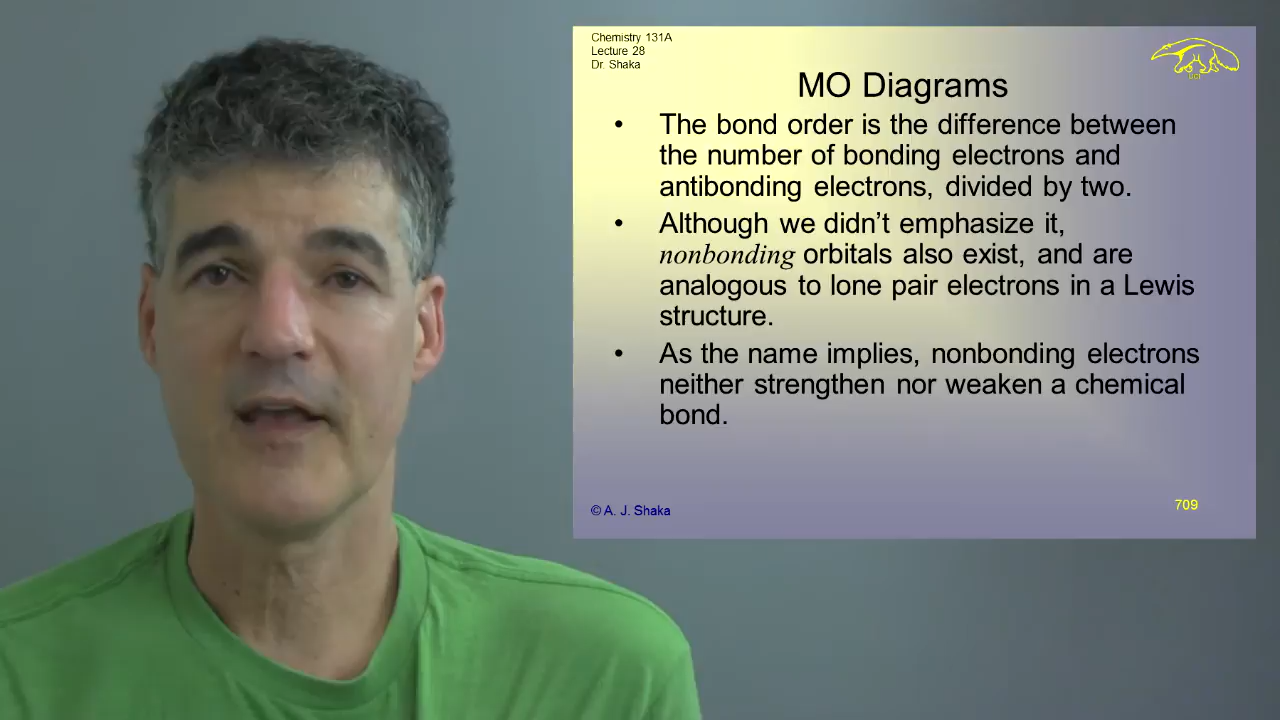 Chemistry 131A
Lecture 28
Dr. Shaka
UCI
MO Diagrams
• The bond order is the difference between
the number of bonding electrons and
antibonding electrons, divided by two.
• Although we didn’t emphasize it,
nonbonding orbitals also exist, and are
analogous to lone pair electrons in a Lewis
structure.
• As the name implies, nonbonding electrons
neither strengthen nor weaken a chemical
bond.
© A. J. Shaka
709